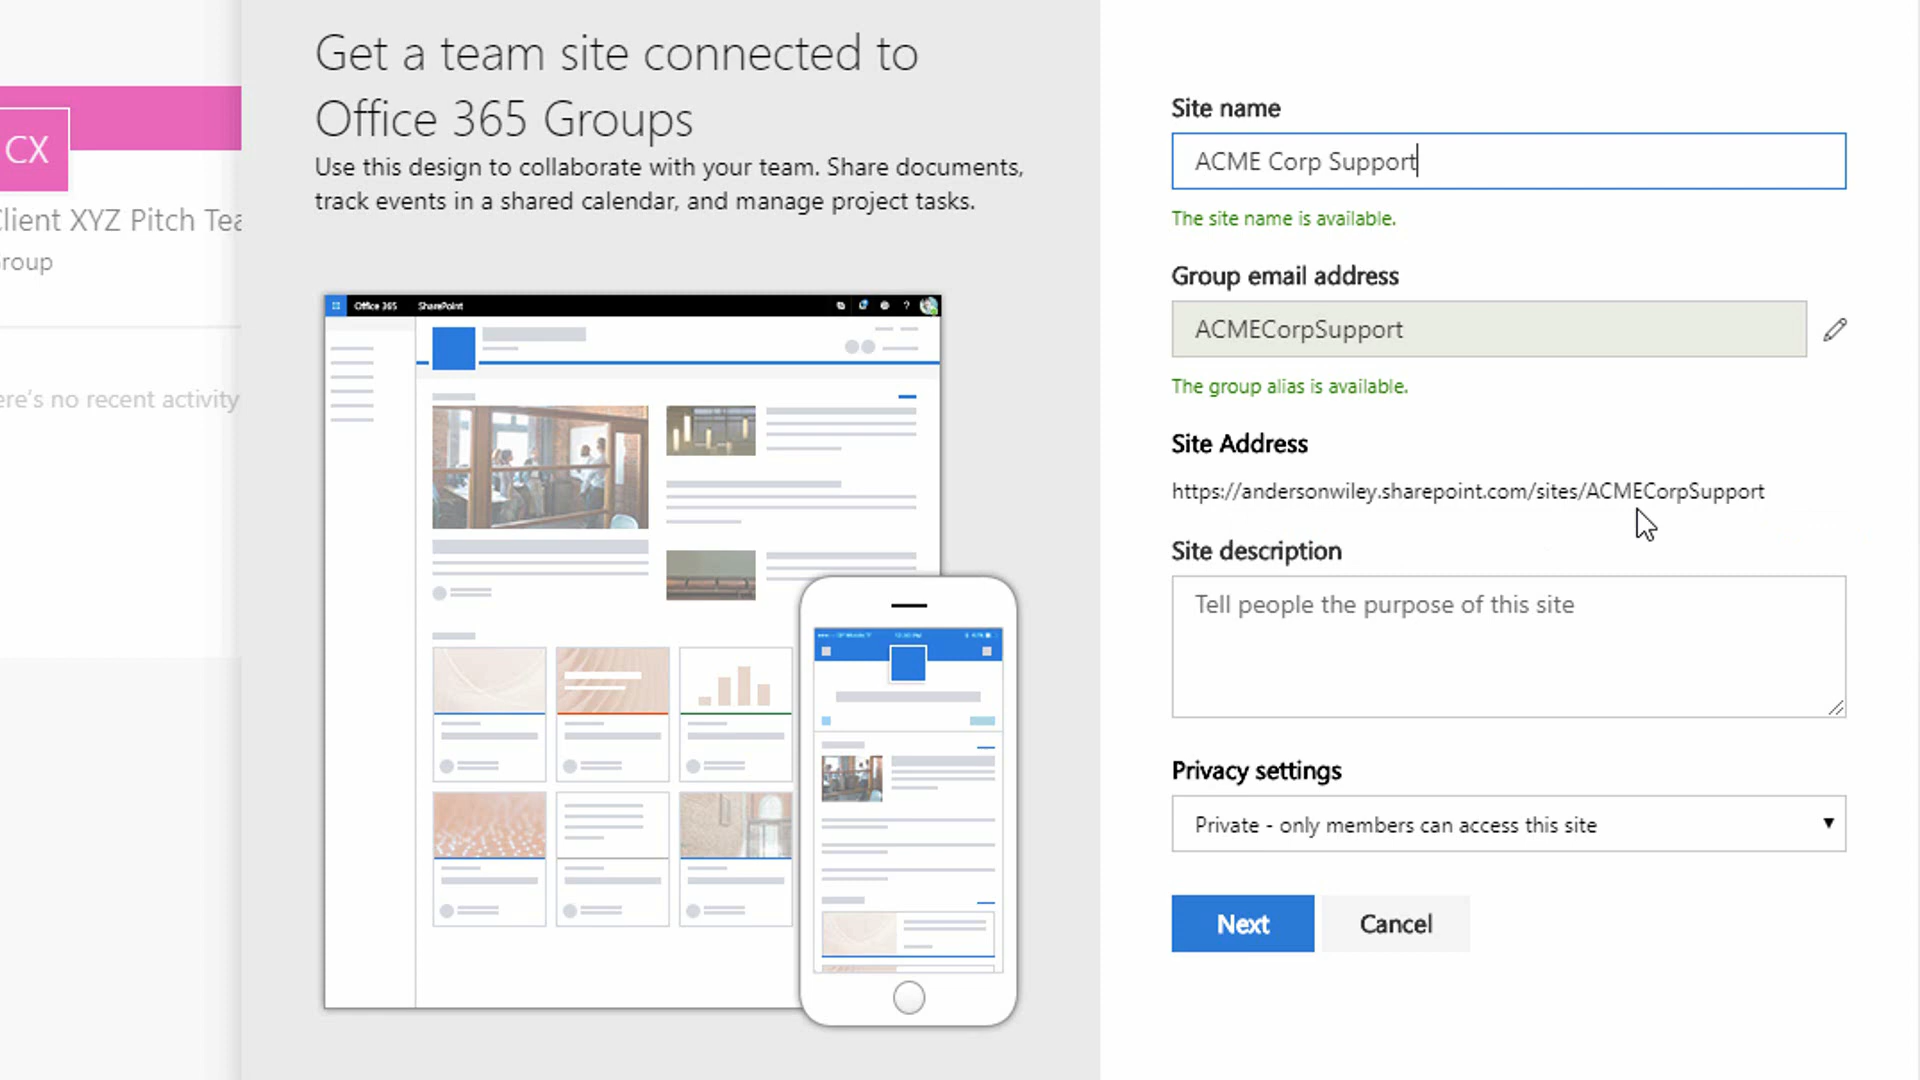 Get a team site connected to
Office 365 Groups
Use this design to collaborate with your team. Share documents,
track events in a shared calendar, and manage project tasks.
CX
Client XYZ Pitch Tea
roup
ere's no recent activity
Office 365 SharePoint
Site name
ACME Corp Support
The site name is available.
Group email address
ACMECorpSupport
The group alias is available.
Site Address
https://andersonwiley.sharepoint.com/sites/ACMECorpSupport
Site description
Tell people the purpose of this site
Privacy settings
Private - only members can access this site
Next
Cancel